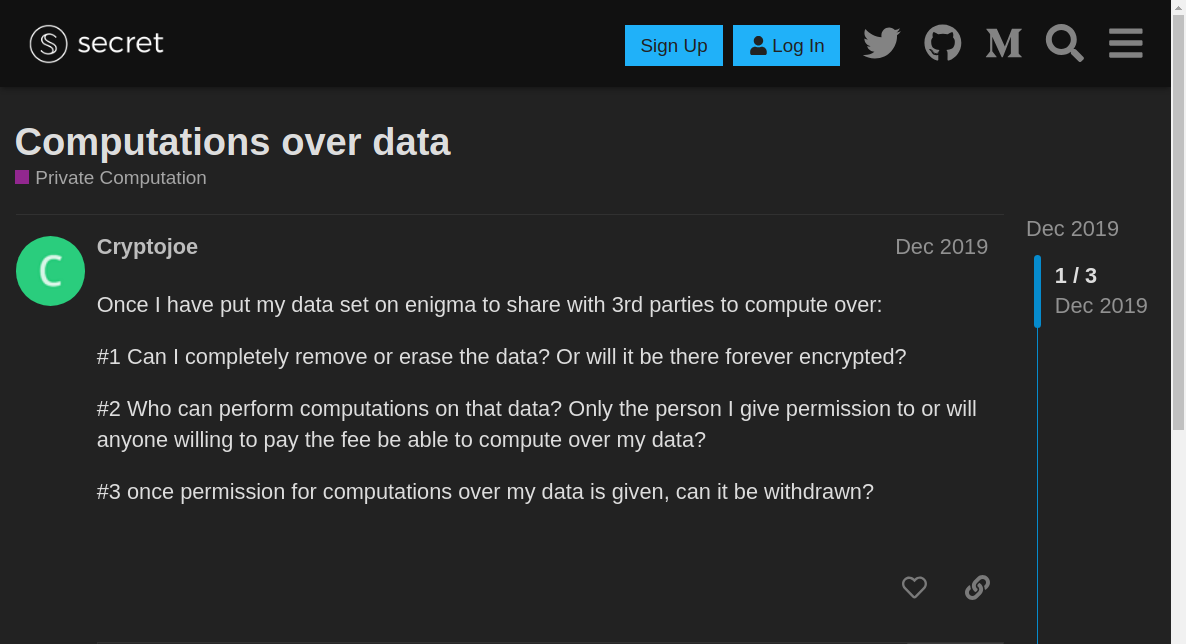 secret
Sign Up
Log In
Computations over data
Private Computation
Cryptojoe
Dec 2019
Once I have put my data set on enigma to share with 3rd parties to compute over:
#1 Can I completely remove or erase the data? Or will it be there forever encrypted?
#2 Who can perform computations on that data? Only the person I give permission to or will
anyone willing to pay the fee be able to compute over my data?
#3 once permission for computations over my data is given, can it be withdrawn?
Dec 2019
1 / 3
Dec 2019